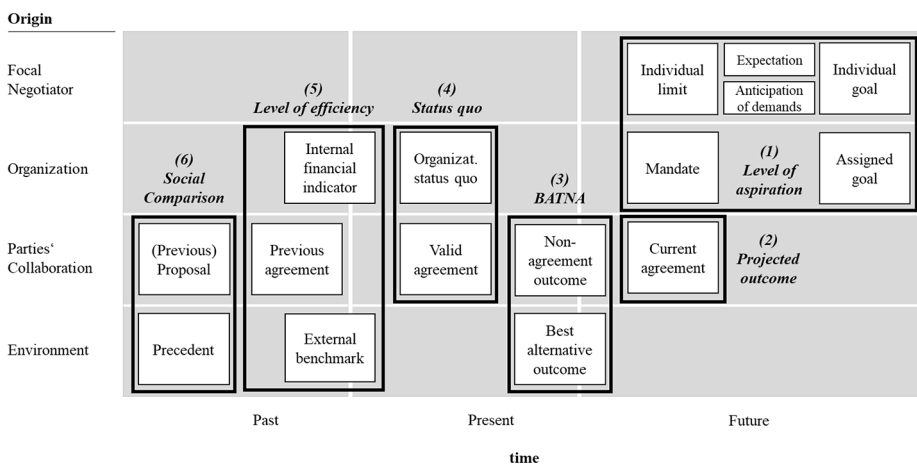 Origin
Focal
Negotiator
Individual
limit
Expectation
Anticipation
of demands
Individual
goal
(5)
Level of efficiency
(4)
Status quo
Organization
(6)
Social
Comparison
Internal
financial
indicator
Organizat.
status quo
(3)
BATNA
Mandate
(1)
Level of
aspiration
Assigned
goal
Parties‘
Collaboration
(Previous)
Proposal
Previous
agreement
Valid
agreement
Non-
agreement
outcome
Current
agreement
(2)
Projected
outcome
Environment
Precedent
External
benchmark
Best
alternative
outcome
Past
Present
Future
time